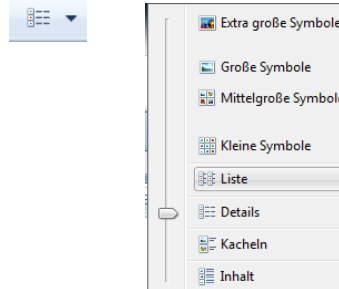 Extra große Symbole
Große Symbole
Mittelgroße Symbol
Kleine Symbole
Liste
Details
Kacheln
Inhalt